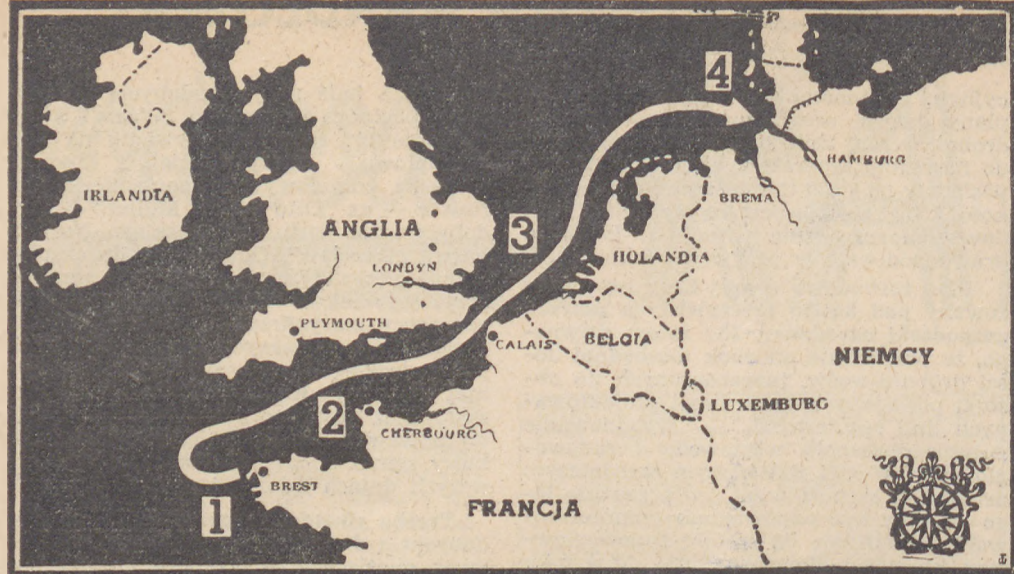 4
HAMBURG
BREMA
IRLANDIA
ANGLIA
3
HOLANDIA
LONDYN
PLYMOUTH
CALAIS
BELGIA
NIEMCY
2
LUXEMBURG
CHERBOURG
BREST
1
FRANCJA